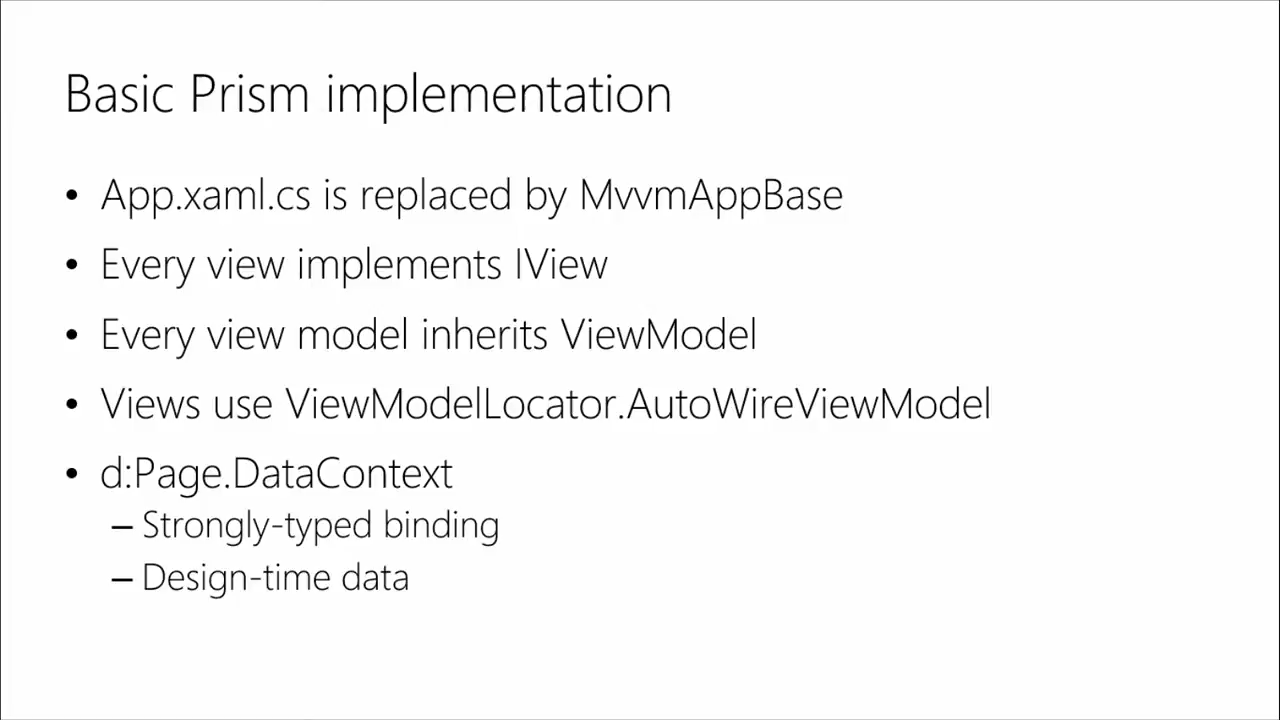 Basic Prism implementation
• App.xaml.cs is replaced by MvvmAppBase
• Every view implements IView
• Every view model inherits ViewModel
• Views use ViewModelLocator.AutoWireViewModel
• d:Page.DataContext
– Strongly-typed binding
– Design-time data